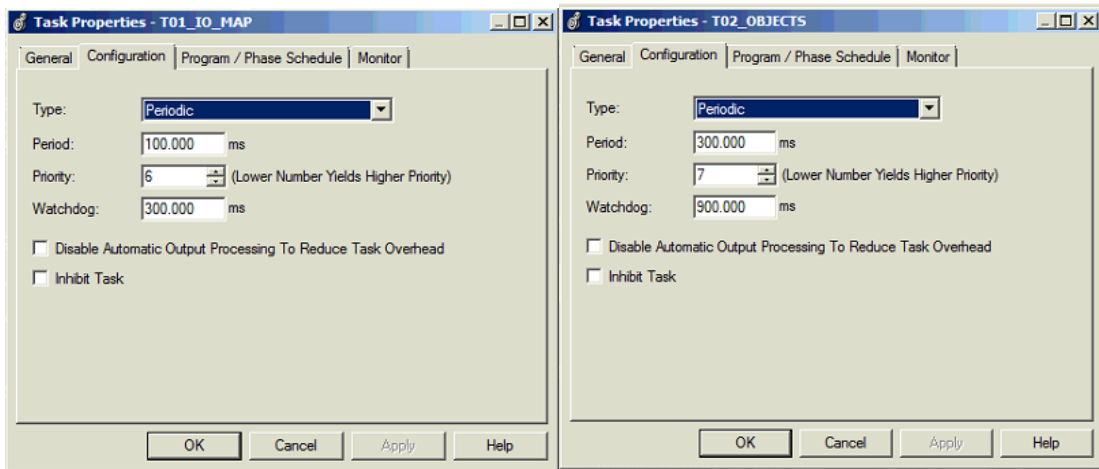 Task Properties - T01_IO_MAP
General Configuration Program / Phase Schedule Monitor
Type: Periodic
Period: 100.000 ms
Priority: 6 (Lower Number Yields Higher Priority)
Watchdog: 300.000 ms
Disable Automatic Output Processing To Reduce Task Overhead
Inhibit Task
OK Cancel Apply Help
Task Properties - T02_OBJECTS
General Configuration Program / Phase Schedule Monitor
Type: Periodic
Period: 300.000 ms
Priority: 7 (Lower Number Yields Higher Priority)
Watchdog: 900.000 ms
Disable Automatic Output Processing To Reduce Task Overhead
Inhibit Task
OK Cancel Apply Help